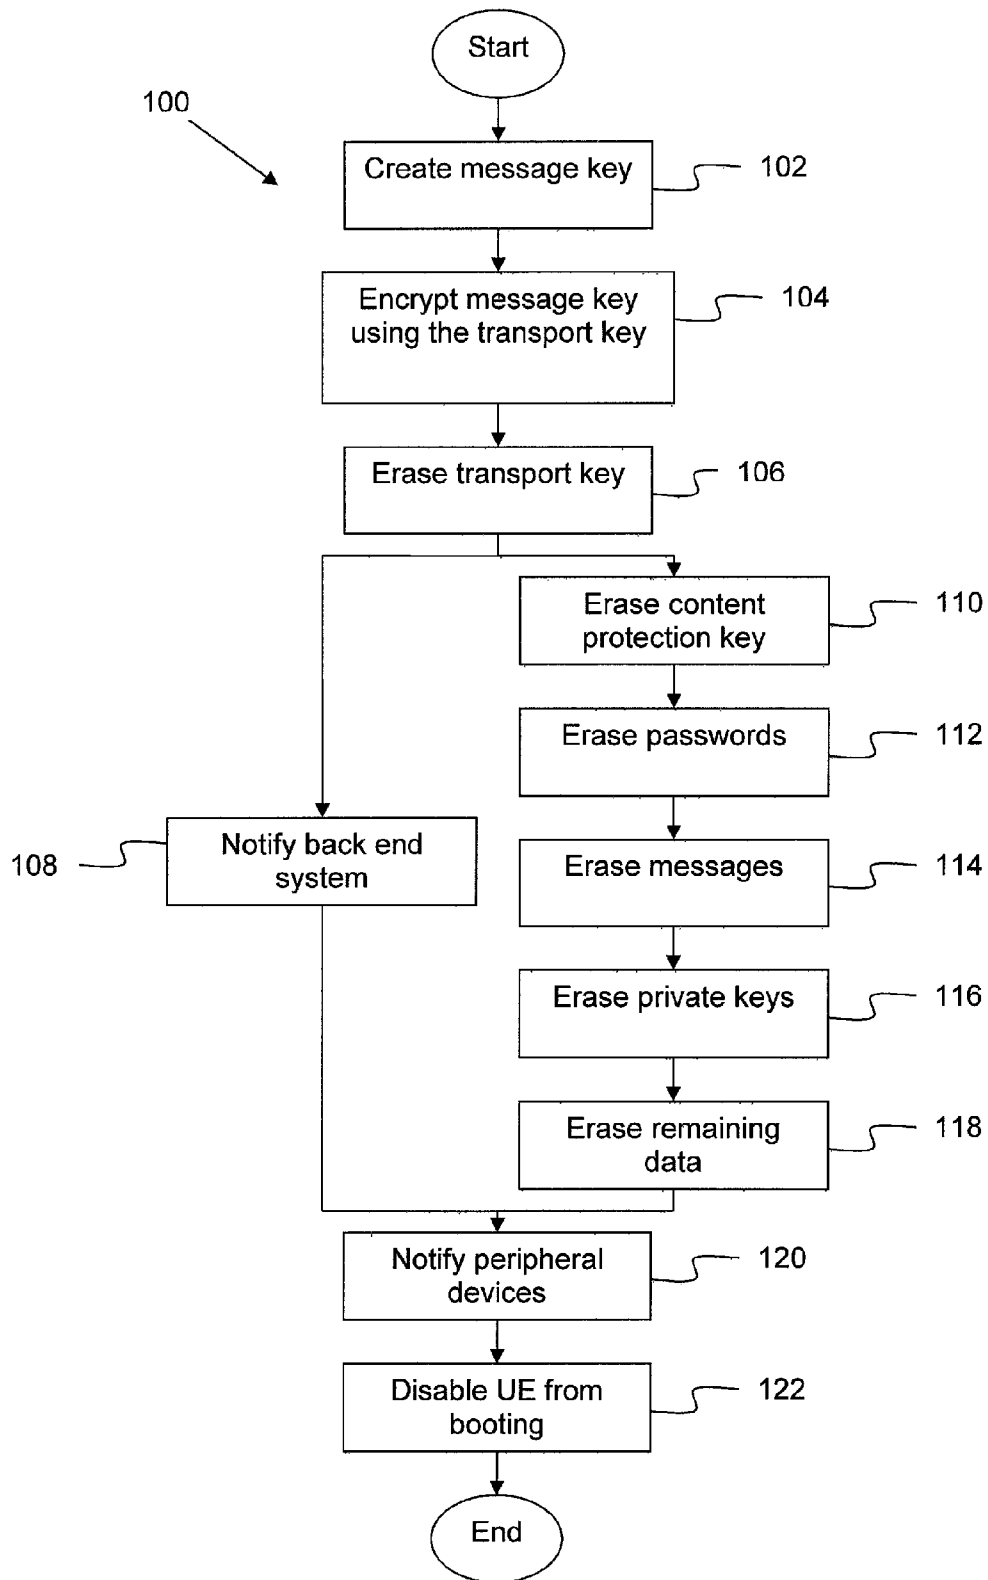 Start
100
Create message key
102
Encrypt message key
using the transport key
104
Erase transport key
106
Erase content
protection key
110
Erase passwords
112
Notify back end
system
108
Erase messages
114
Erase private keys
116
Erase remaining
data
118
Notify peripheral
devices
120
Disable UE from
booting
122
End